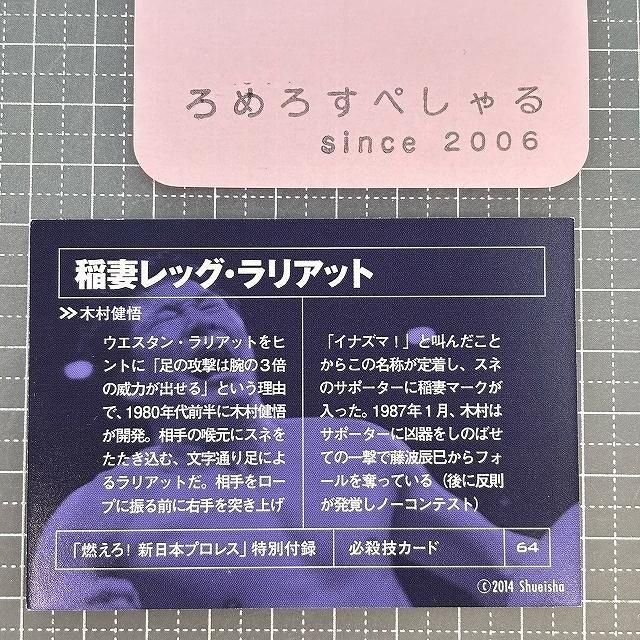 ろめろすぺしゃる
since 2006
稲妻レッグ・ラリアット
≫木村健悟
ウエスタン・ラリアットをヒ
ントに「足の攻撃は腕の３倍
の威力が出せる」という理由
で、1980年代前半に木村健悟
が開発。相手の喉元にスネを
たたき込む、文字通り足によ
るラリアットだ。相手をロー
プに振る前に右手を突き上げ
「イナズマ！」と叫んだこと
からこの名称が定着し、スネ
のサポーターに稲妻マークが
入った。1987年１月、木村は
サポーターに凶器をしのばせ
ての一撃で藤波辰巳からフォ
ールを奪っている（後に反則
が発覚しノーコンテスト）
「燃えろ！新日本プロレス」特別付録
必殺技カード
64
©2014 Shueisha